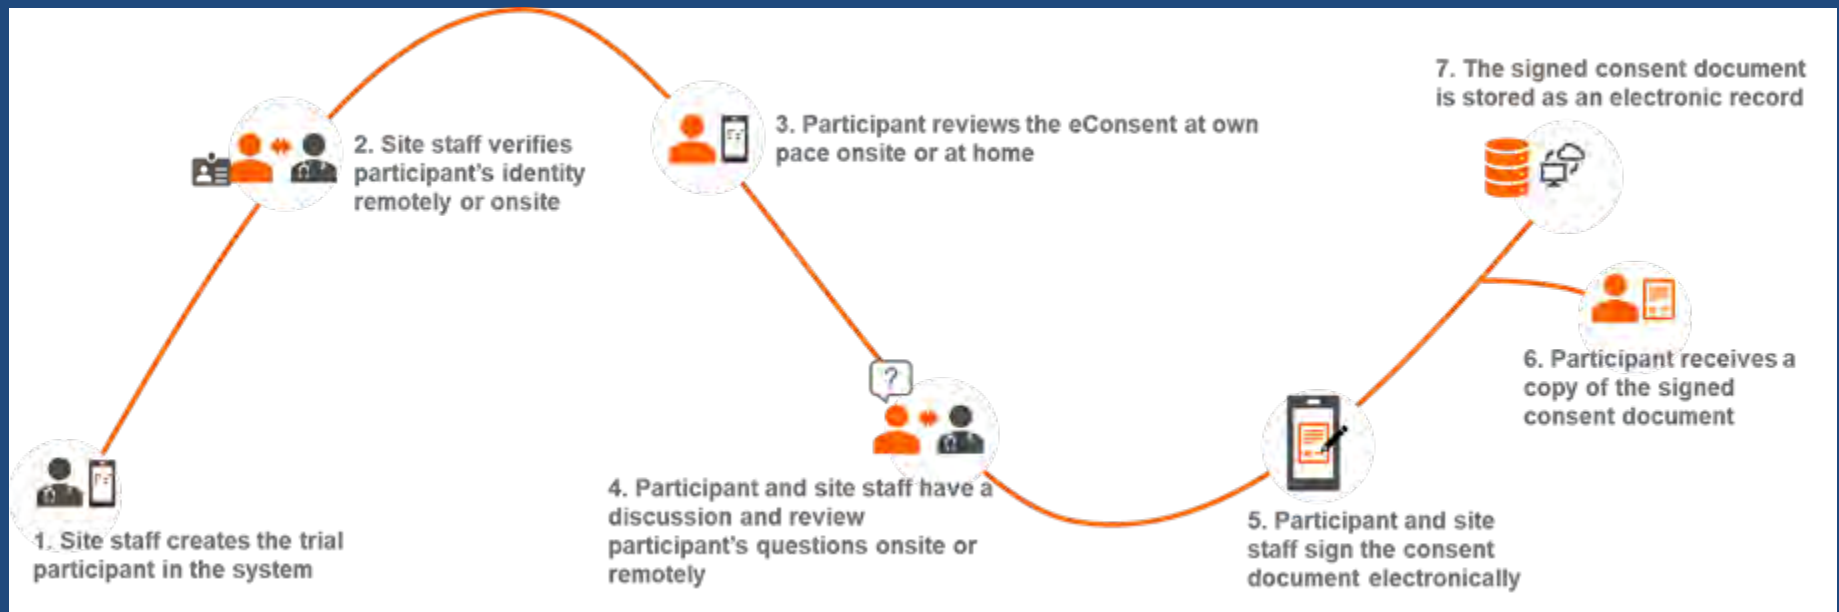 1. Site staff creates the trial
participant in the system
2. Site staff verifies
participant's identity
remotely or onsite
3. Participant reviews the eConsent at own
pace onsite or at home
?
4. Participant and site staff have a
discussion and review
participant's questions onsite or
remotely
5. Participant and site
staff sign the consent
document electronically
6. Participant receives a
copy of the signed
consent document
7. The signed consent document
is stored as an electronic record